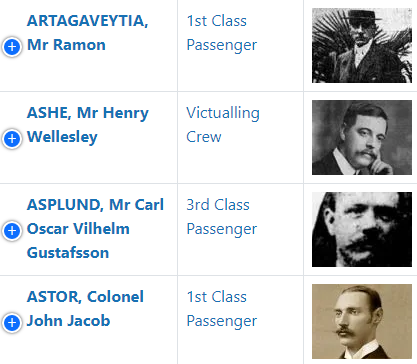 ARTAGAVEYTIA, Mr Ramon
1st Class Passenger
ASHE, Mr Henry Wellesley
Victualling Crew
ASPLUND, Mr Carl Oscar Vilhelm Gustafsson
3rd Class Passenger
ASTOR, Colonel John Jacob
1st Class Passenger